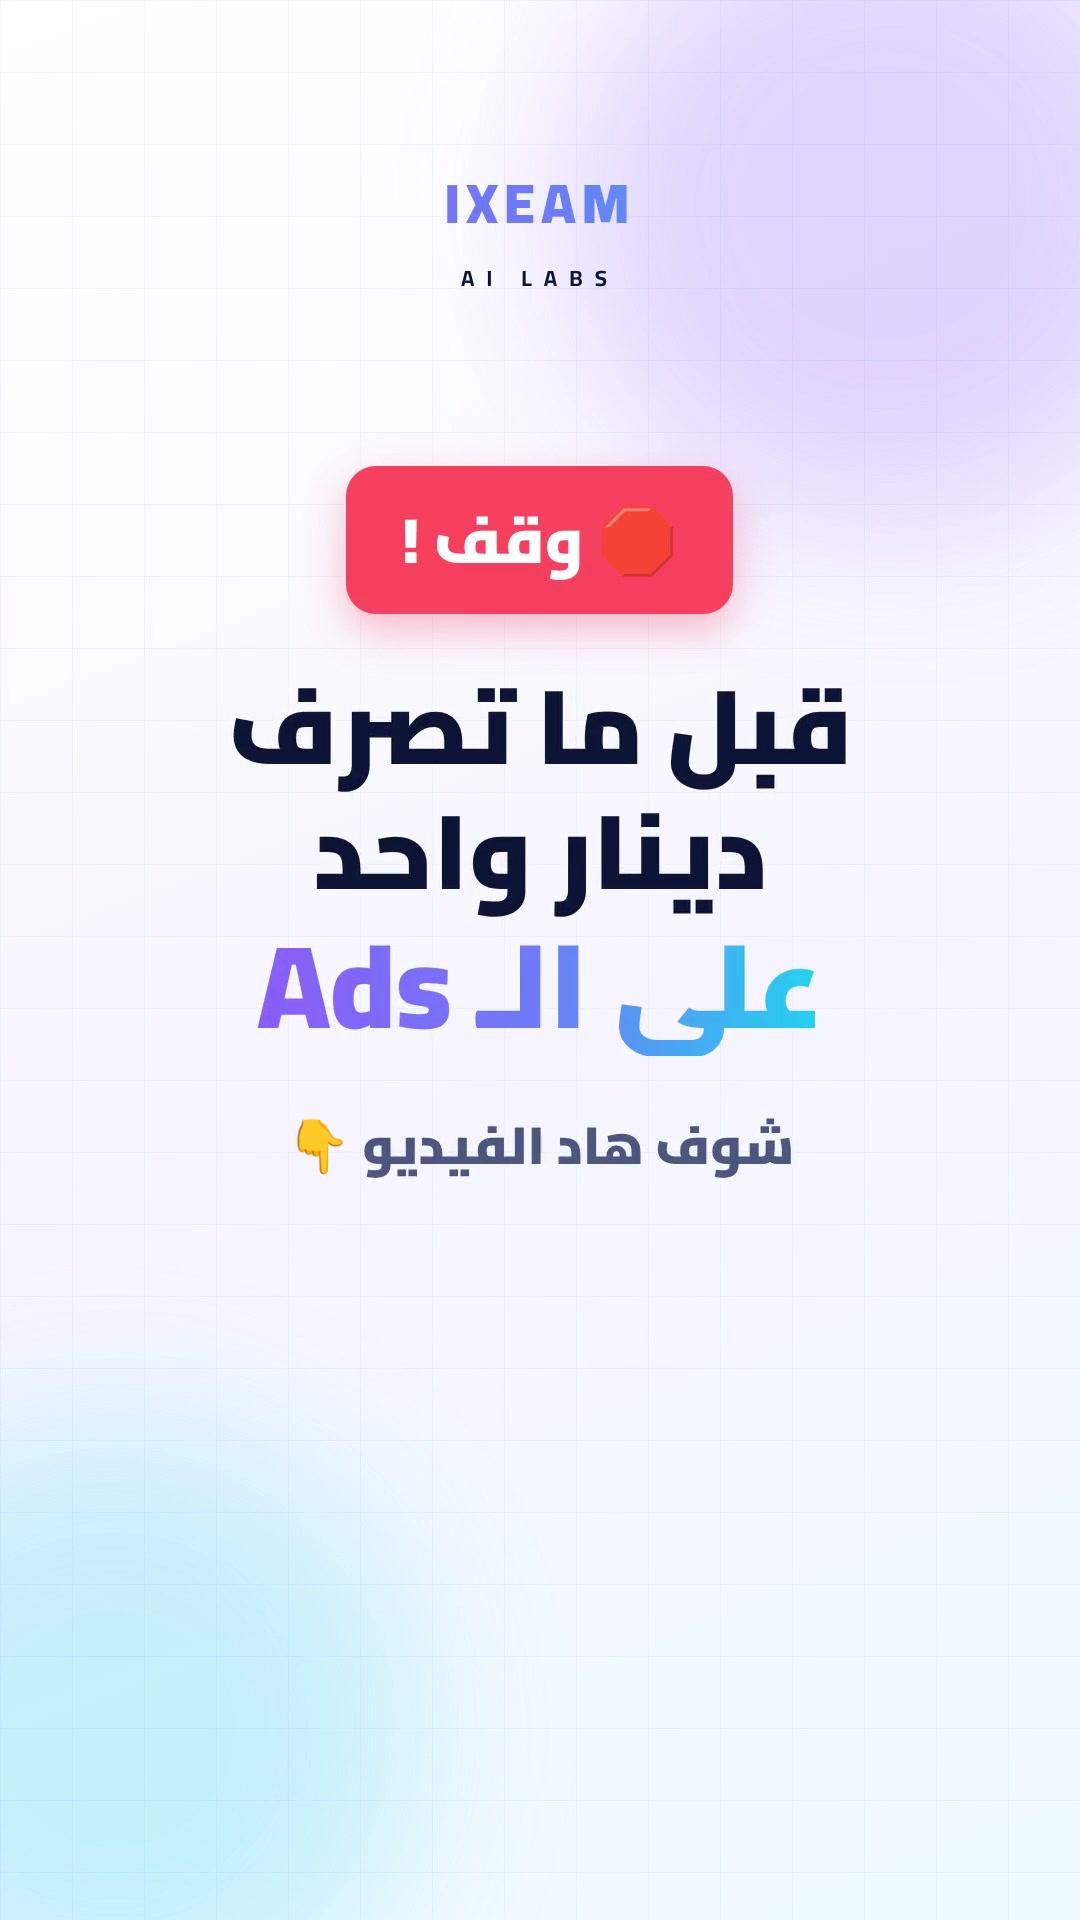 IXEAM
AI LABS
🛑 وقف !
قبل ما تصرف
دينار واحد
على الـ Ads
شوف هاد الفيديو 👇